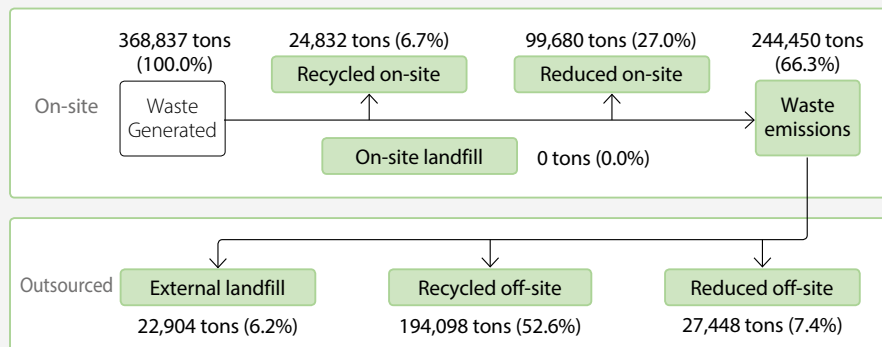 368,837 tons
(100.0%)
24,832 tons (6.7%)
99,680 tons (27.0%)
244,450 tons
(66.3%)
Recycled on-site
Reduced on-site
On-site
Waste
Generated
Waste
emissions
On-site landfill
0 tons (0.0%)
Outsourced
External landfill
Recycled off-site
Reduced off-site
22,904 tons (6.2%)
194,098 tons (52.6%)
27,448 tons (7.4%)